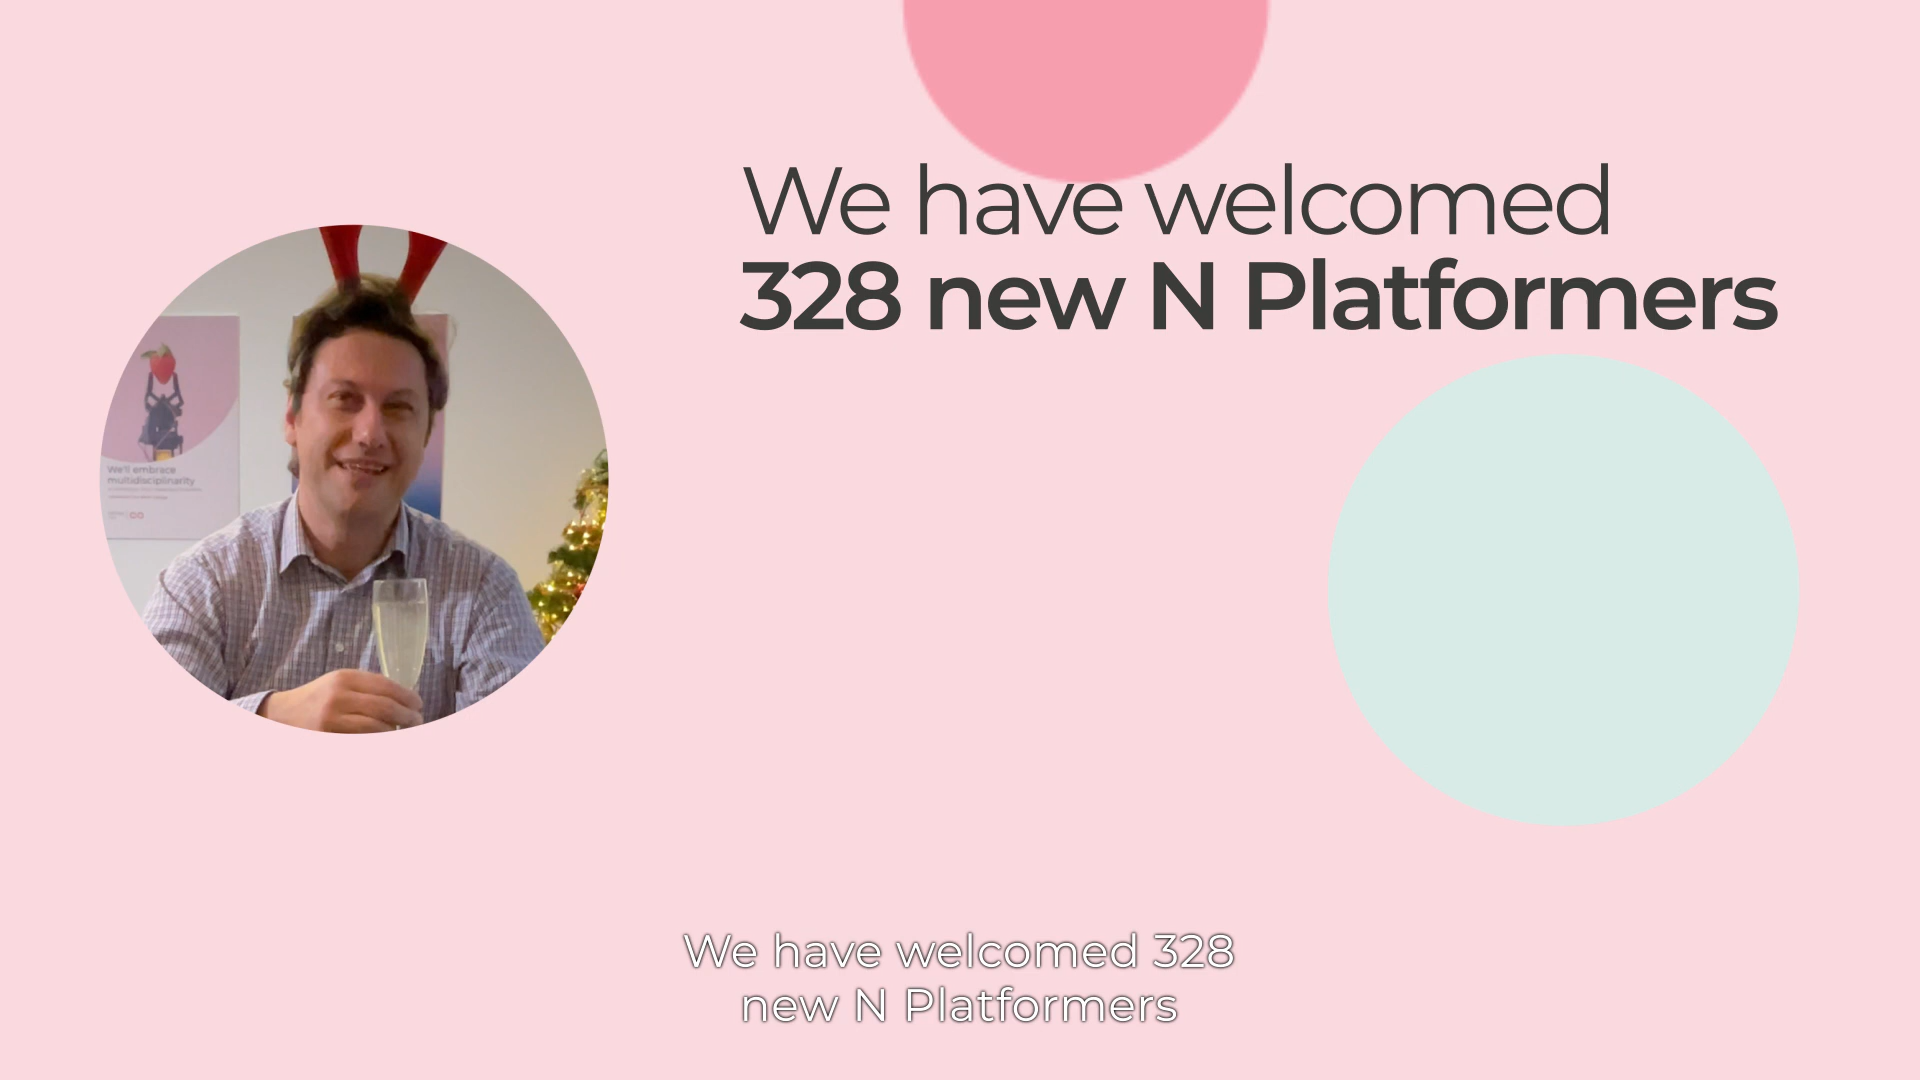 We have welcomed
328 new N Platformers
We'll embrace
multidisciplinarity
We have welcomed 328
new N Platformers